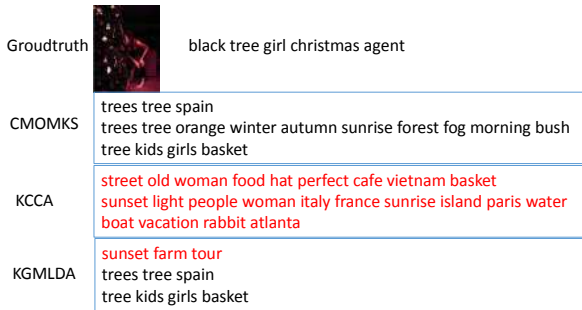 Groudtruth
black tree girl christmas agent
CMOMKS
trees tree spain
trees tree orange winter autumn sunrise forest fog morning bush
tree kids girls basket
KCCA
street old woman food hat perfect cafe vietnam basket
sunset light people woman italy france sunrise island paris water
boat vacation rabbit atlanta
KGMLDA
sunset farm tour
trees tree spain
tree kids girls basket